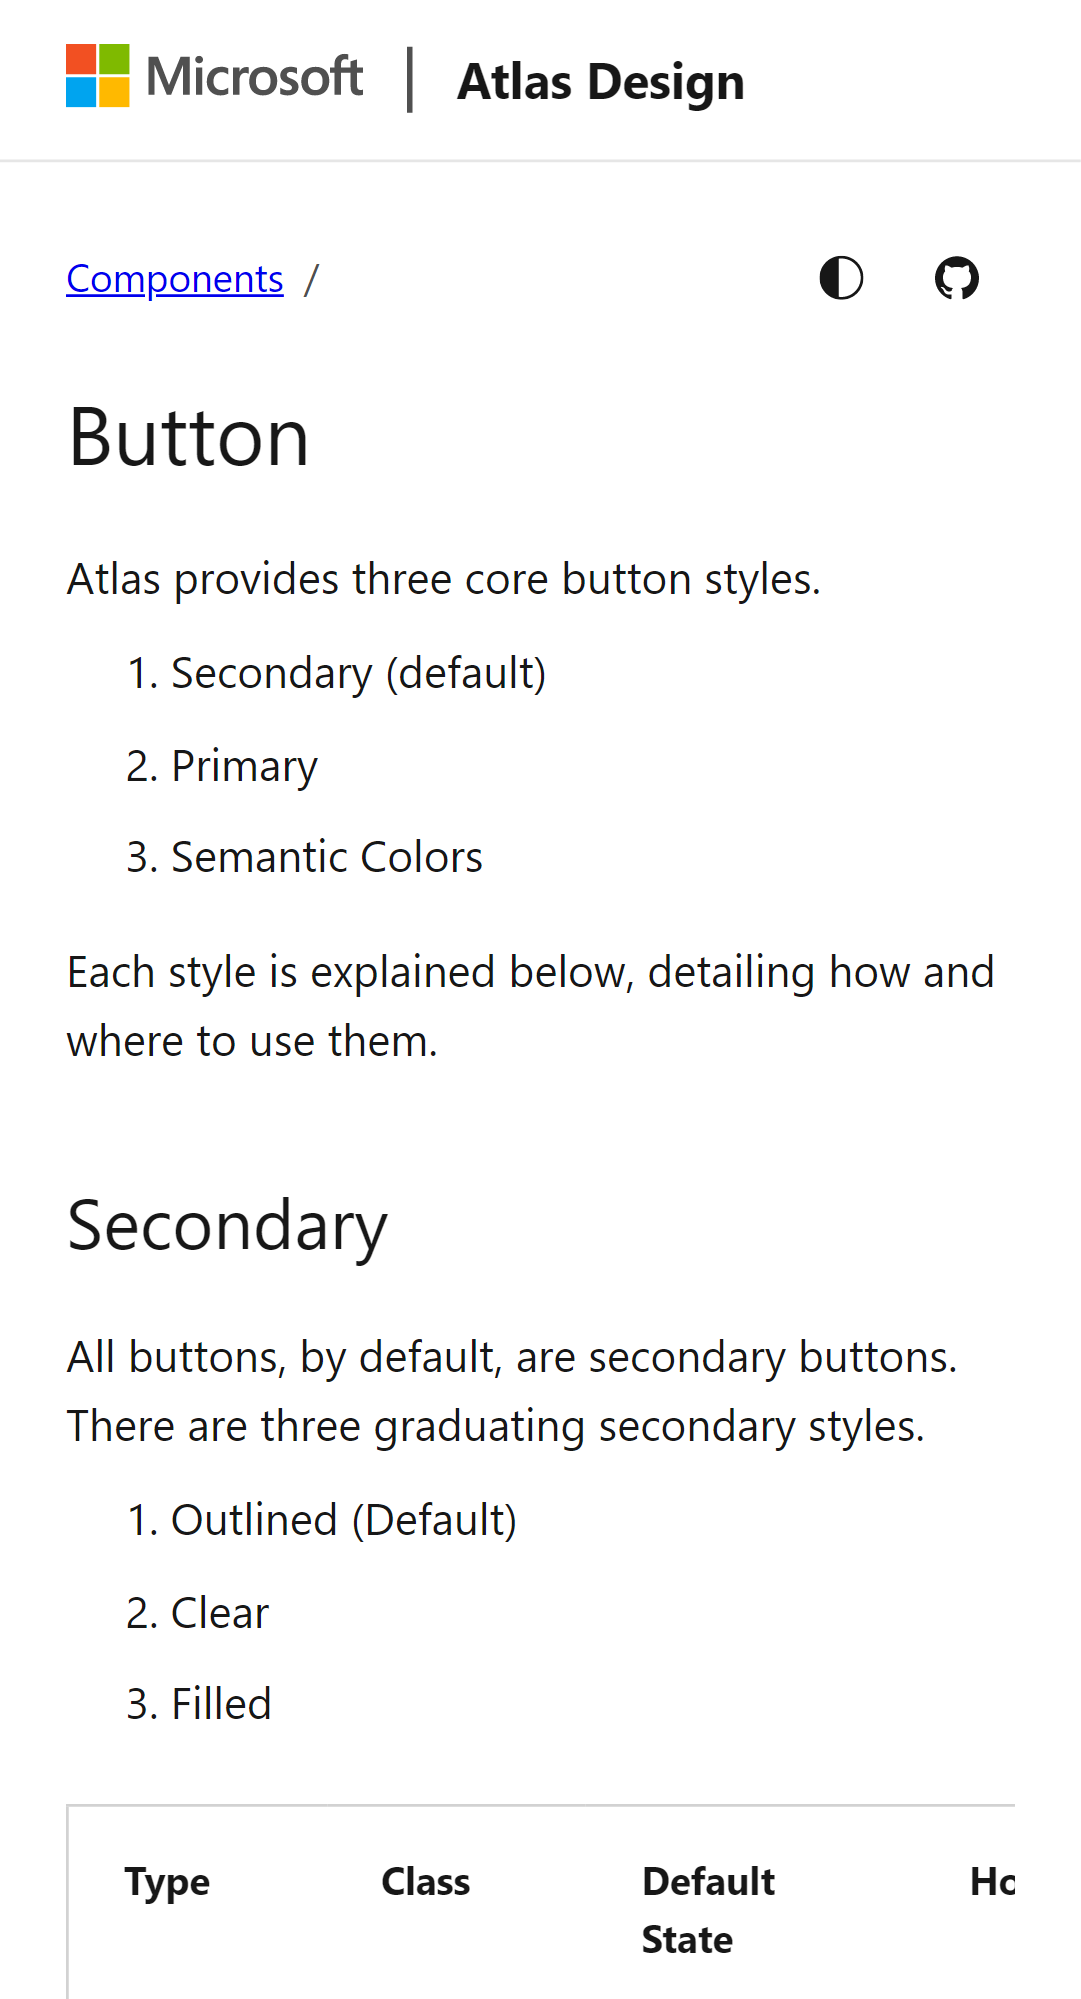 Microsoft | Atlas Design
Components /
Button
Atlas provides three core button styles.
1. Secondary (default)
2. Primary
3. Semantic Colors
Each style is explained below, detailing how and
where to use them.
Secondary
All buttons, by default, are secondary buttons.
There are three graduating secondary styles.
1. Outlined (Default)
2. Clear
3. Filled
Type Class Default Ho
State